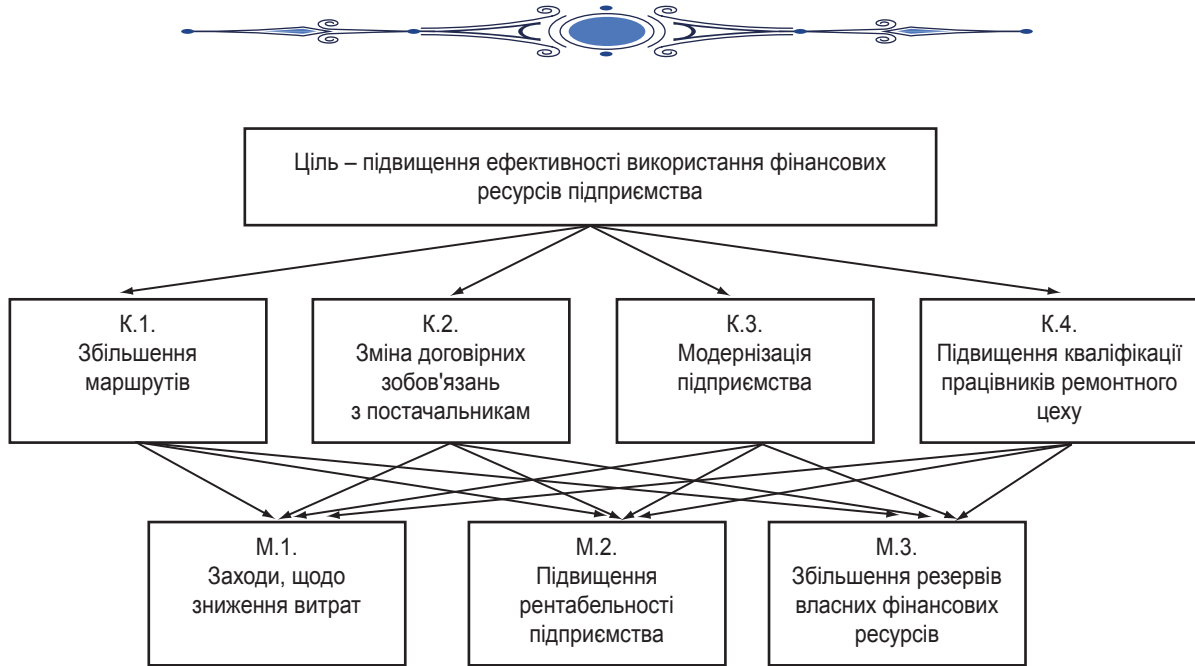 Ціль – підвищення ефективності використання фінансових
ресурсів підприємства
К.1.
Збільшення
маршрутів
К.2.
Зміна договірних
зобов'язань
з постачальникам
К.3.
Модернізація
підприємства
К.4.
Підвищення кваліфікації
працівників ремонтного
цеху
М.1.
Заходи, щодо
зниження витрат
М.2.
Підвищення
рентабельності
підприємства
М.3.
Збільшення резервів
власних фінансових
ресурсів